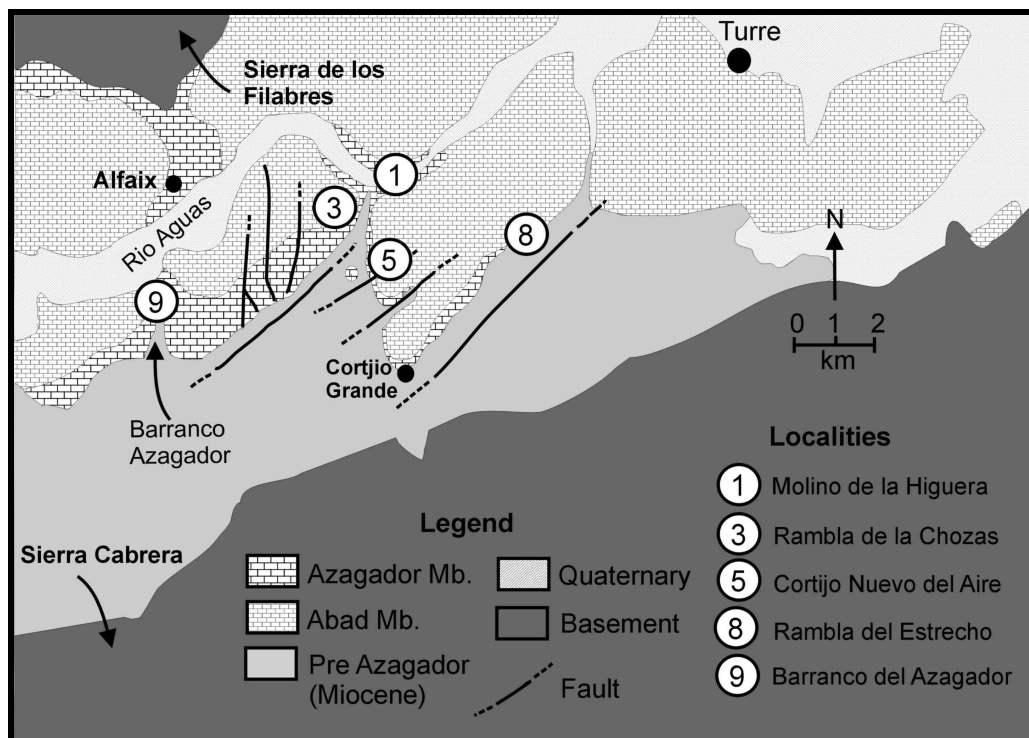 Turre
Sierra de los
Filabres
Alfaix
1
3
Rio Aguas
5
8
9
N
0 1 2
km
Cortjio
Grande
Barranco
Azagador
Sierra Cabrera
Legend
Azagador Mb.
Abad Mb.
Pre Azagador
(Miocene)
Quaternary
Basement
Fault
Localities
1 Molino de la Higuera
3 Rambla de la Chozas
5 Cortijo Nuevo del Aire
8 Rambla del Estrecho
9 Barranco del Azagador